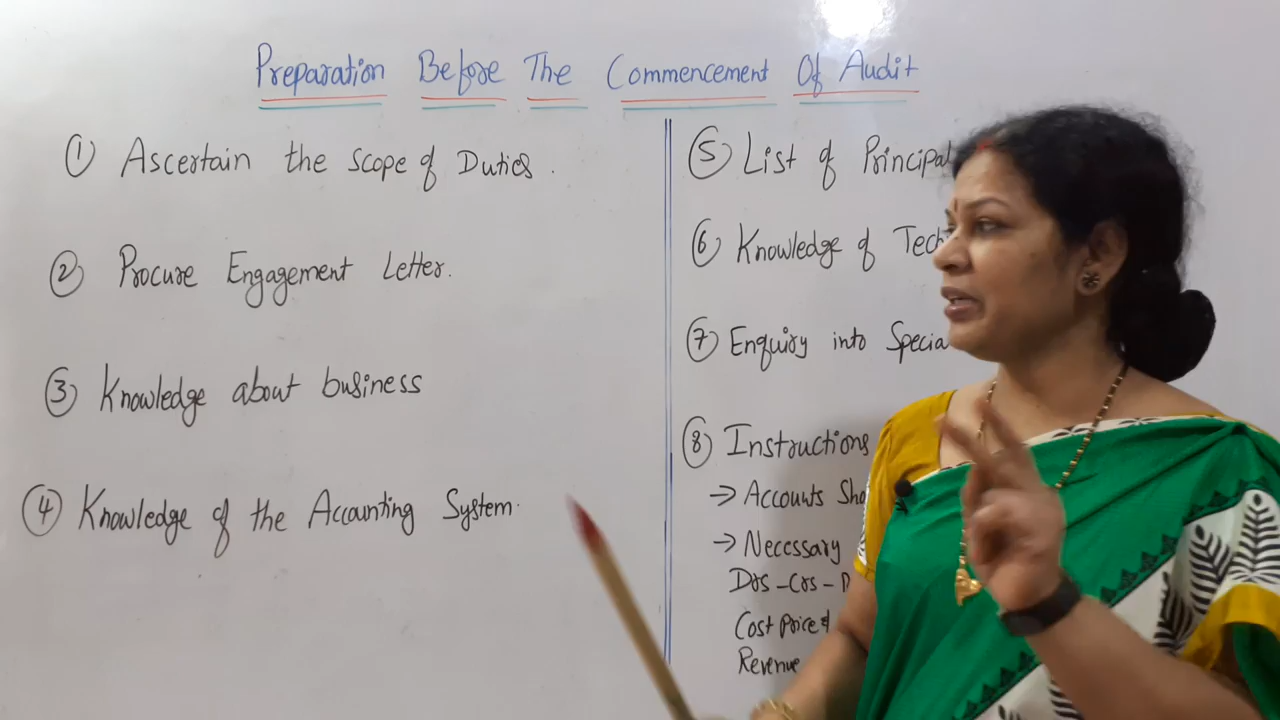 Preparation Before The Commencement Of Audit
① Ascertain the Scope of Duties.
② Procure Engagement Letter.
③ Knowledge about business
④ Knowledge of the Accounting System.
⑤ List of Principal
⑥ Knowledge of Tech
⑦ Enquiry into Specia
⑧ Instructions
→ Accounts Sho
→ Necessary
Drs - Crs -
Cost price &
Revenue